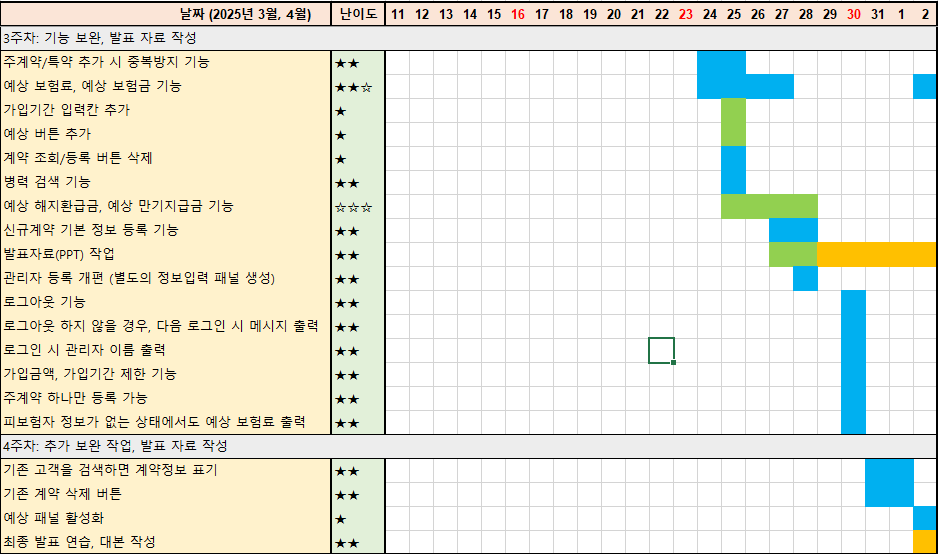 날짜 (2025년 3월, 4월) 난이도 11 12 13 14 15 16 17 18 19 20 21 22 23 24 25 26 27 28 29 30 31 1 2
3주차: 기능 보완, 발표 자료 작성
주계약/특약 추가 시 중복방지 기능 ★★
예상 보험료, 예상 보험금 기능 ★★☆
가입기간 입력칸 추가 ★
예상 버튼 추가 ★
계약 조회/등록 버튼 삭제 ★
병력 검색 기능 ★★
예상 해지환급금, 예상 만기지급금 기능 ☆☆☆
신규계약 기본 정보 등록 기능 ★★
발표자료(PPT) 작업 ★★
관리자 등록 개편 (별도의 정보입력 패널 생성) ★★
로그아웃 기능 ★★
로그아웃 하지 않을 경우, 다음 로그인 시 메시지 출력 ★★
로그인 시 관리자 이름 출력 ★★
가입금액, 가입기간 제한 기능 ★★
주계약 하나만 등록 가능 ★★
피보험자 정보가 없는 상태에서도 예상 보험료 출력 ★★
4주차: 추가 보완 작업, 발표 자료 작성
기존 고객을 검색하면 계약정보 표기 ★★
기존 계약 삭제 버튼 ★★
예상 패널 활성화 ★
최종 발표 연습, 대본 작성 ★★